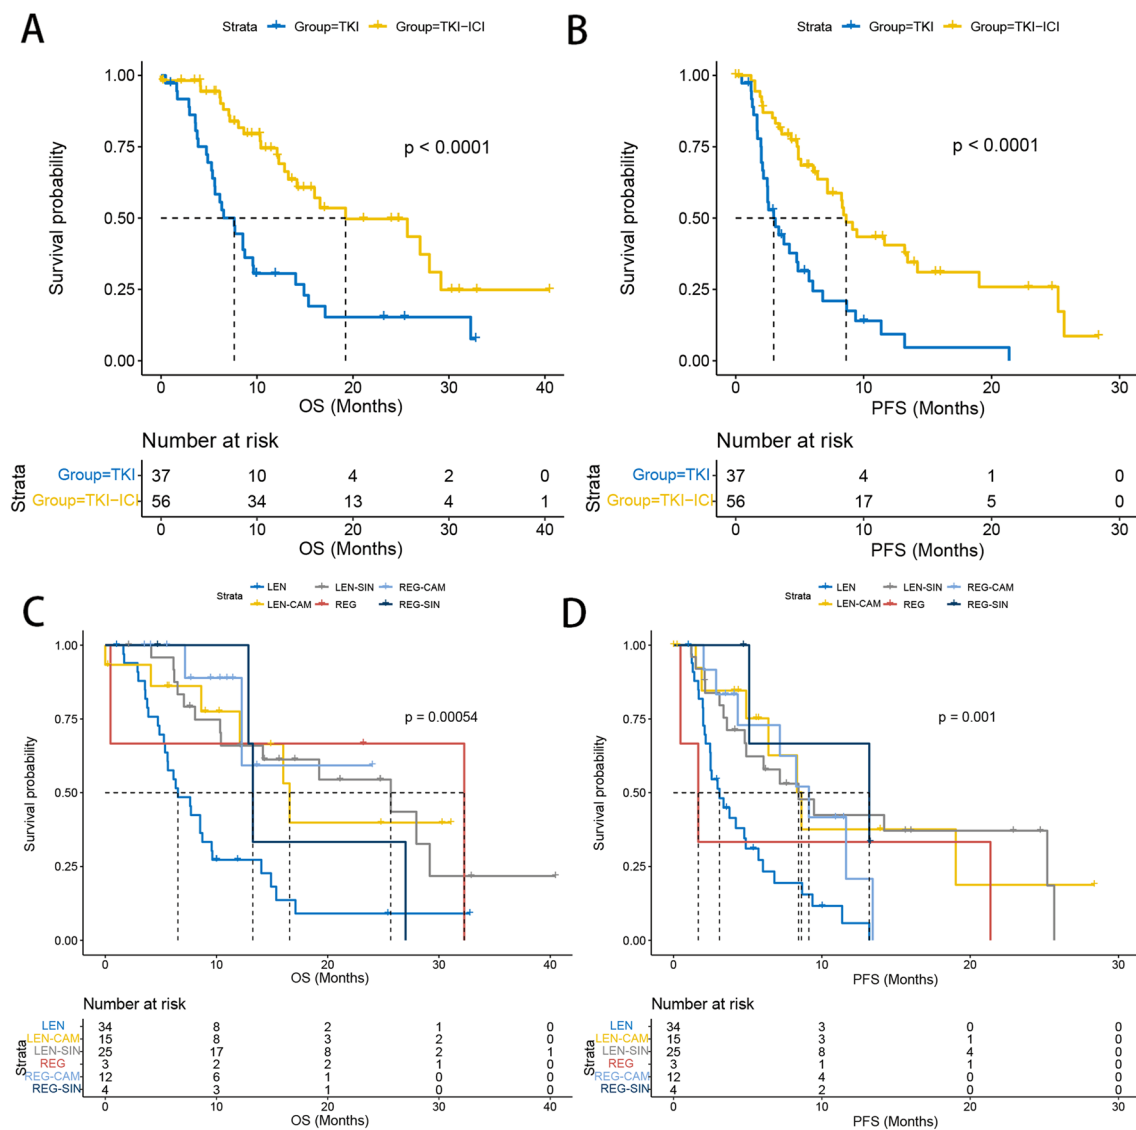 A
Strata Group=TKI Group=TKI−ICI
Survival probability
1.00
0.75
0.50
0.25
0.00
p < 0.0001
0 10 20 30 40
OS (Months)
Number at risk
Strata
Group=TKI 37 10 4 2 0
Group=TKI−ICI 56 34 13 4 1
0 10 20 30 40
OS (Months)
B
Strata Group=TKI Group=TKI−ICI
Survival probability
1.00
0.75
0.50
0.25
0.00
p < 0.0001
0 10 20 30
PFS (Months)
Number at risk
Strata
Group=TKI 37 4 1 0
Group=TKI−ICI 56 17 5 0
0 10 20 30
PFS (Months)
C
Strata
LEN LEN-SIN REG-CAM
LEN-CAM REG REG-SIN
Survival probability
1.00
0.75
0.50
0.25
0.00
p = 0.00054
0 10 20 30 40
OS (Months)
Number at risk
Strata
LEN 34 8 2 1 0
LEN-CAM 15 8 3 2 0
LEN-SIN 25 17 8 2 1
REG 3 2 2 1 0
REG-CAM 12 6 1 0 0
REG-SIN 4 3 1 0 0
0 10 20 30 40
OS (Months)
D
Strata
LEN LEN-SIN REG-CAM
LEN-CAM REG REG-SIN
Survival probability
1.00
0.75
0.50
0.25
0.00
p = 0.001
0 10 20 30
PFS (Months)
Number at risk
Strata
LEN 34 3 0 0
LEN-CAM 15 3 1 0
LEN-SIN 25 8 4 0
REG 3 1 1 0
REG-CAM 12 4 0 0
REG-SIN 4 2 0 0
0 10 20 30
PFS (Months)